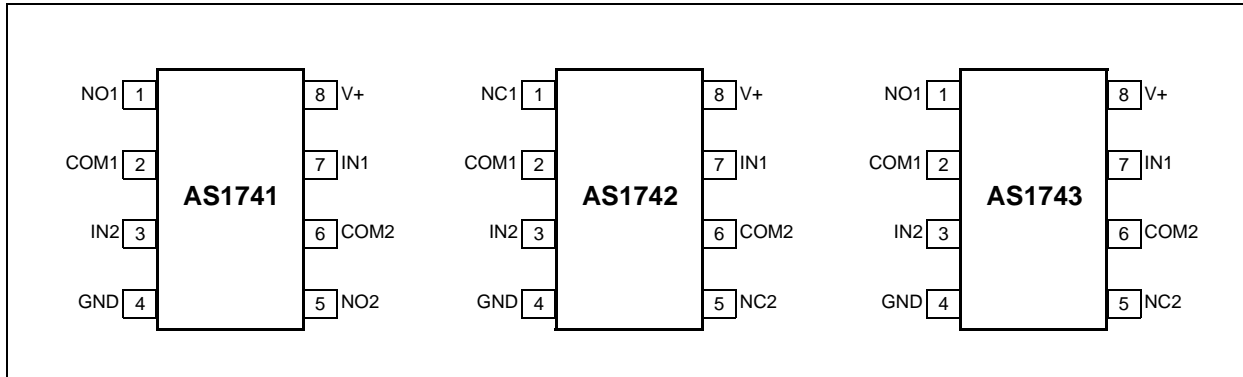 NO1 1 8 V+ NC1 1 8 V+ NO1 1 8 V+
COM1 2 7 IN1 COM1 2 7 IN1 COM1 2 7 IN1
AS1741 AS1742 AS1743
IN2 3 6 COM2 IN2 3 6 COM2 IN2 3 6 COM2
GND 4 5 NO2 GND 4 5 NC2 GND 4 5 NC2